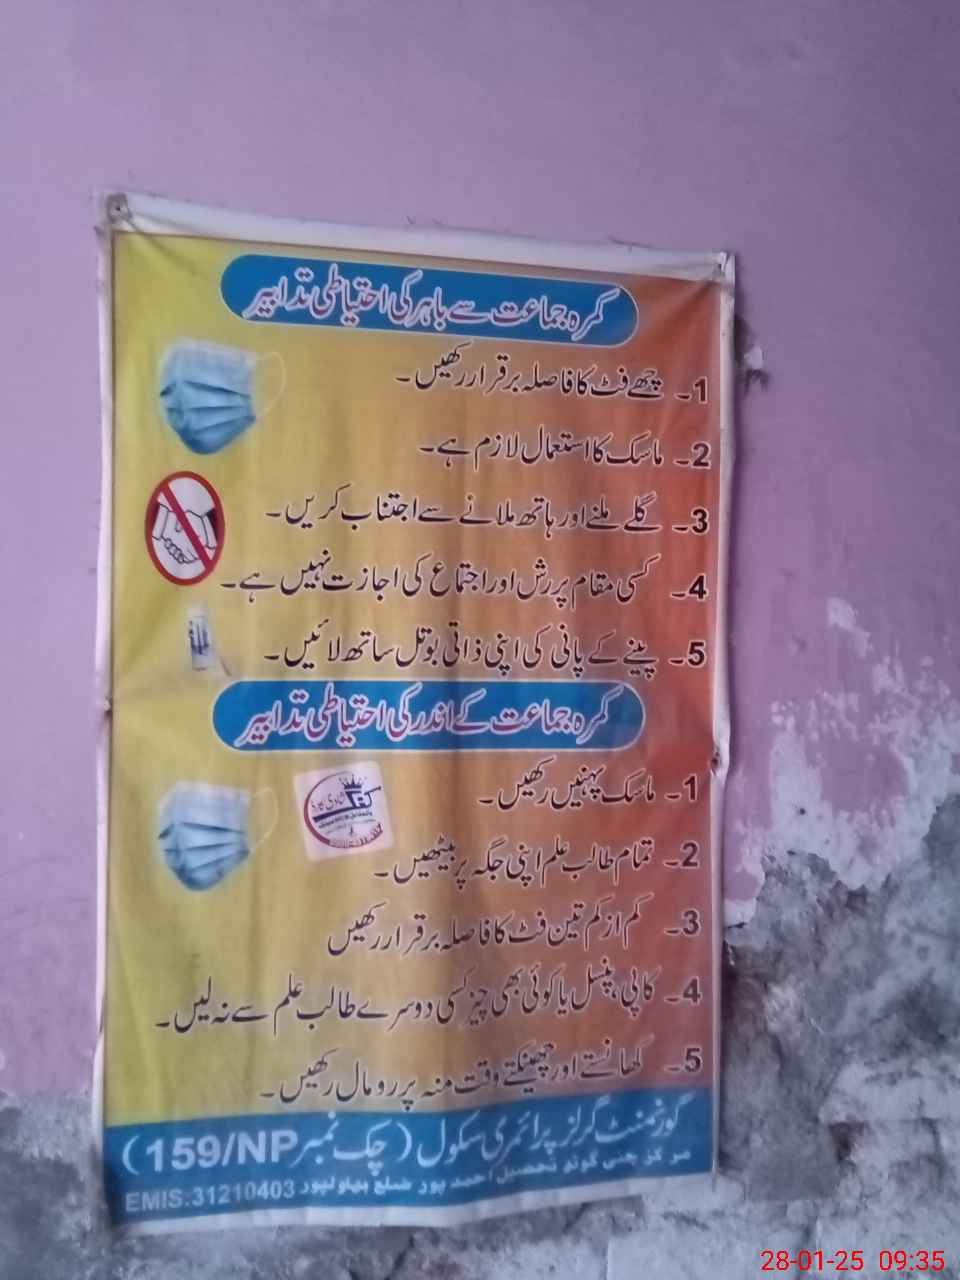 کمرہ جماعت سے باہر کی احتیاطی تدابیر
1۔ چھے فٹ کا فاصلہ برقرار رکھیں۔
2۔ ماسک کا استعمال لازم ہے۔
3۔ گلے ملنے اور ہاتھ ملانے سے اجتناب کریں۔
4۔ کسی مقام پر رش اور اجتماع کی اجازت نہیں ہے۔
5۔ پینے کے پانی کی اپنی ذاتی بوتل ساتھ لائیں۔
کمرہ جماعت کے اندر کی احتیاطی تدابیر
1۔ ماسک پہنیں رکھیں۔
شادی کارڈ
2۔ تمام طالب علم اپنی جگہ پر بیٹھیں۔
3۔ کم از کم تین فٹ کا فاصلہ برقرار رکھیں
4۔ کاپی، پنسل یا کوئی بھی چیز کسی دوسرے طالب علم سے نہ لیں۔
5۔ کھانستے اور چھینکتے وقت منہ پر رومال رکھیں۔
گورنمنٹ گرلز پرائمری سکول (چک نمبر 159/NP)
مرکز چنی گوٹھ تحصیل احمد پور ضلع بہاولپور EMIS:31210403
28-01-25 09:35